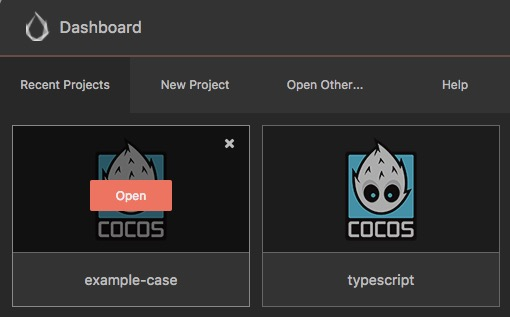 Dashboard
Recent Projects
New Project
Open Other...
Help
Open
COCOS
COCOS
example-case
typescript